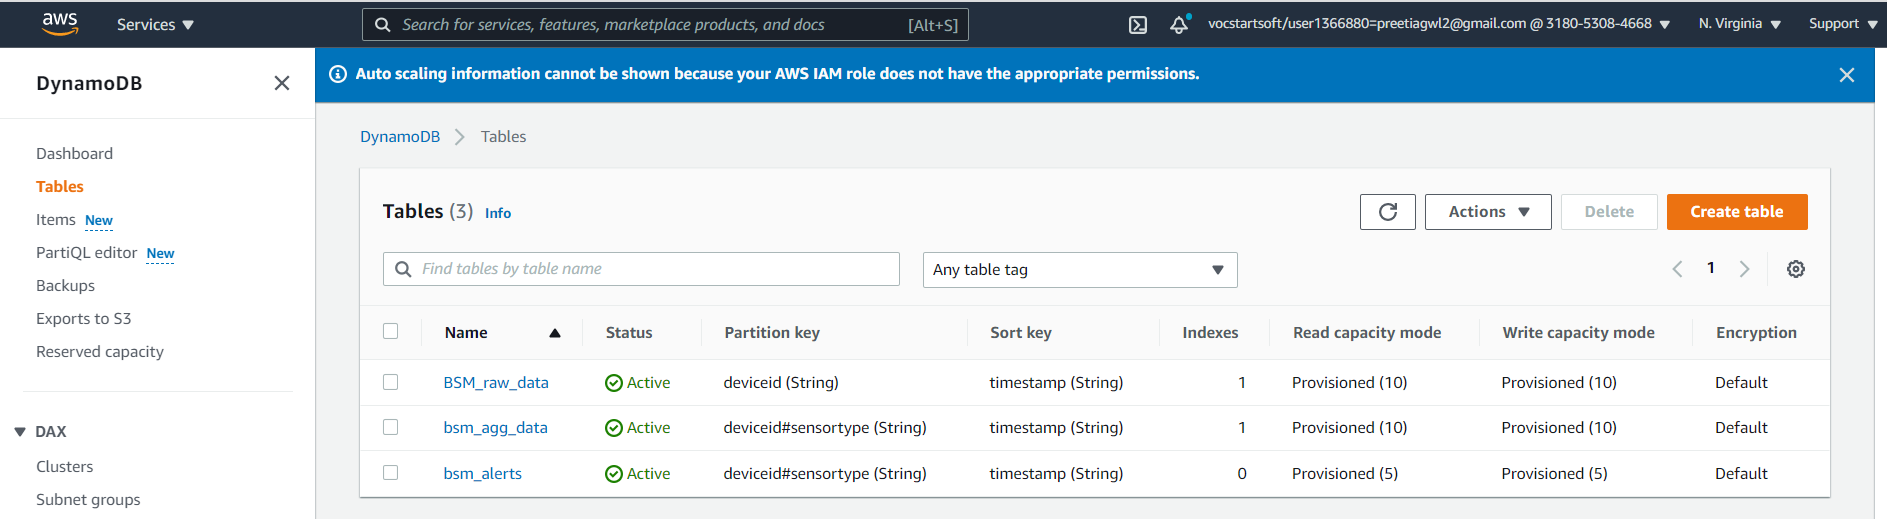 aws Services Search for services, features, marketplace products, and docs [Alt+S] vocstartsoft/user1366880=preetiagwl2@gmail.com @ 3180-5308-4668 N. Virginia Support
DynamoDB
Auto scaling information cannot be shown because your AWS IAM role does not have the appropriate permissions.
Dashboard
Tables
Items New
PartiQL editor New
Backups
Exports to S3
Reserved capacity
DAX
Clusters
Subnet groups
DynamoDB Tables
Tables (3) Info Actions Delete Create table
Find tables by table name Any table tag 1
Name Status Partition key Sort key Indexes Read capacity mode Write capacity mode Encryption
BSM_raw_data Active deviceid (String) timestamp (String) 1 Provisioned (10) Provisioned (10) Default
bsm_agg_data Active deviceid#sensortype (String) timestamp (String) 1 Provisioned (10) Provisioned (10) Default
bsm_alerts Active deviceid#sensortype (String) timestamp (String) 0 Provisioned (5) Provisioned (5) Default